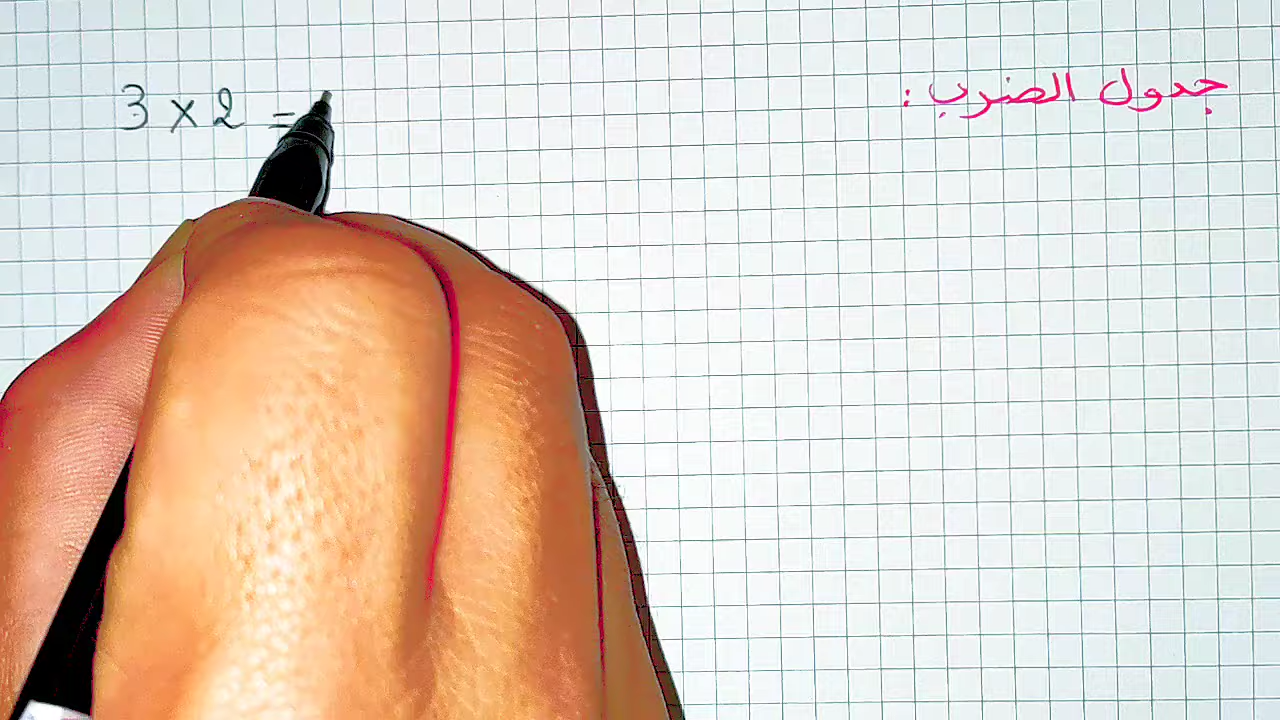 جدول الضرب :
3 × 2 =